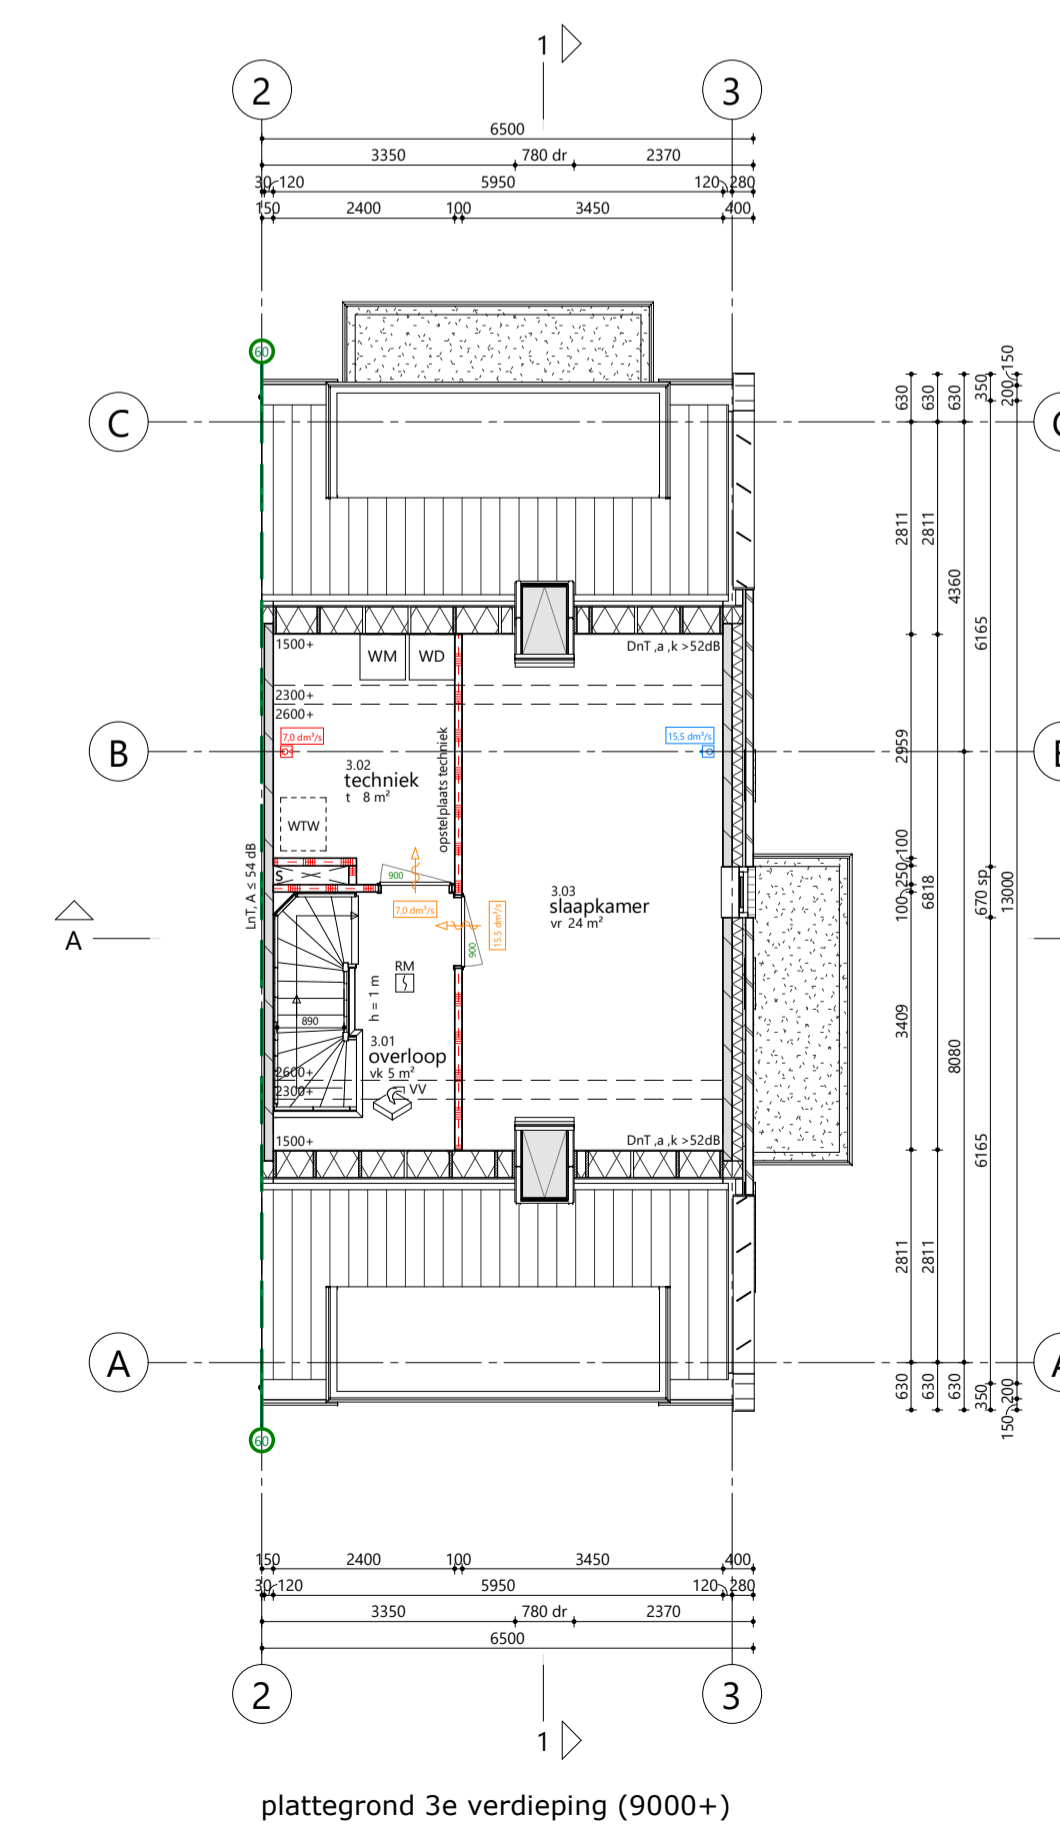 1
2
3
6500
3350
780 dr
2370
30
120
5950
120
280
150
2400
100
3450
400
60
C
630
630
630
350
200
150
2811
2811
4360
6165
1500+
WM
WD
DnT ,a ,k >52dB
2300+
2600+
7,0 dm³/s
15,5 dm³/s
B
2959
3.02
techniek
t 8 m²
opstelplaats techniek
WTW
LnT, A ≤ 54 dB
S
900
100
250
100
6818
670 sp
13000
7,0 dm³/s
15.5 dm³/s
900
3.03
slaapkamer
vr 24 m²
A
RM
h = 1 m
890
3409
8080
6165
3.01
overloop
vk 5 m²
VV
2600+
2300+
1500+
DnT ,a ,k >52dB
2811
2811
A
630
630
630
350
200
150
60
150
2400
100
3450
400
30
120
5950
120
280
3350
780 dr
2370
6500
2
3
1
plattegrond 3e verdieping (9000+)